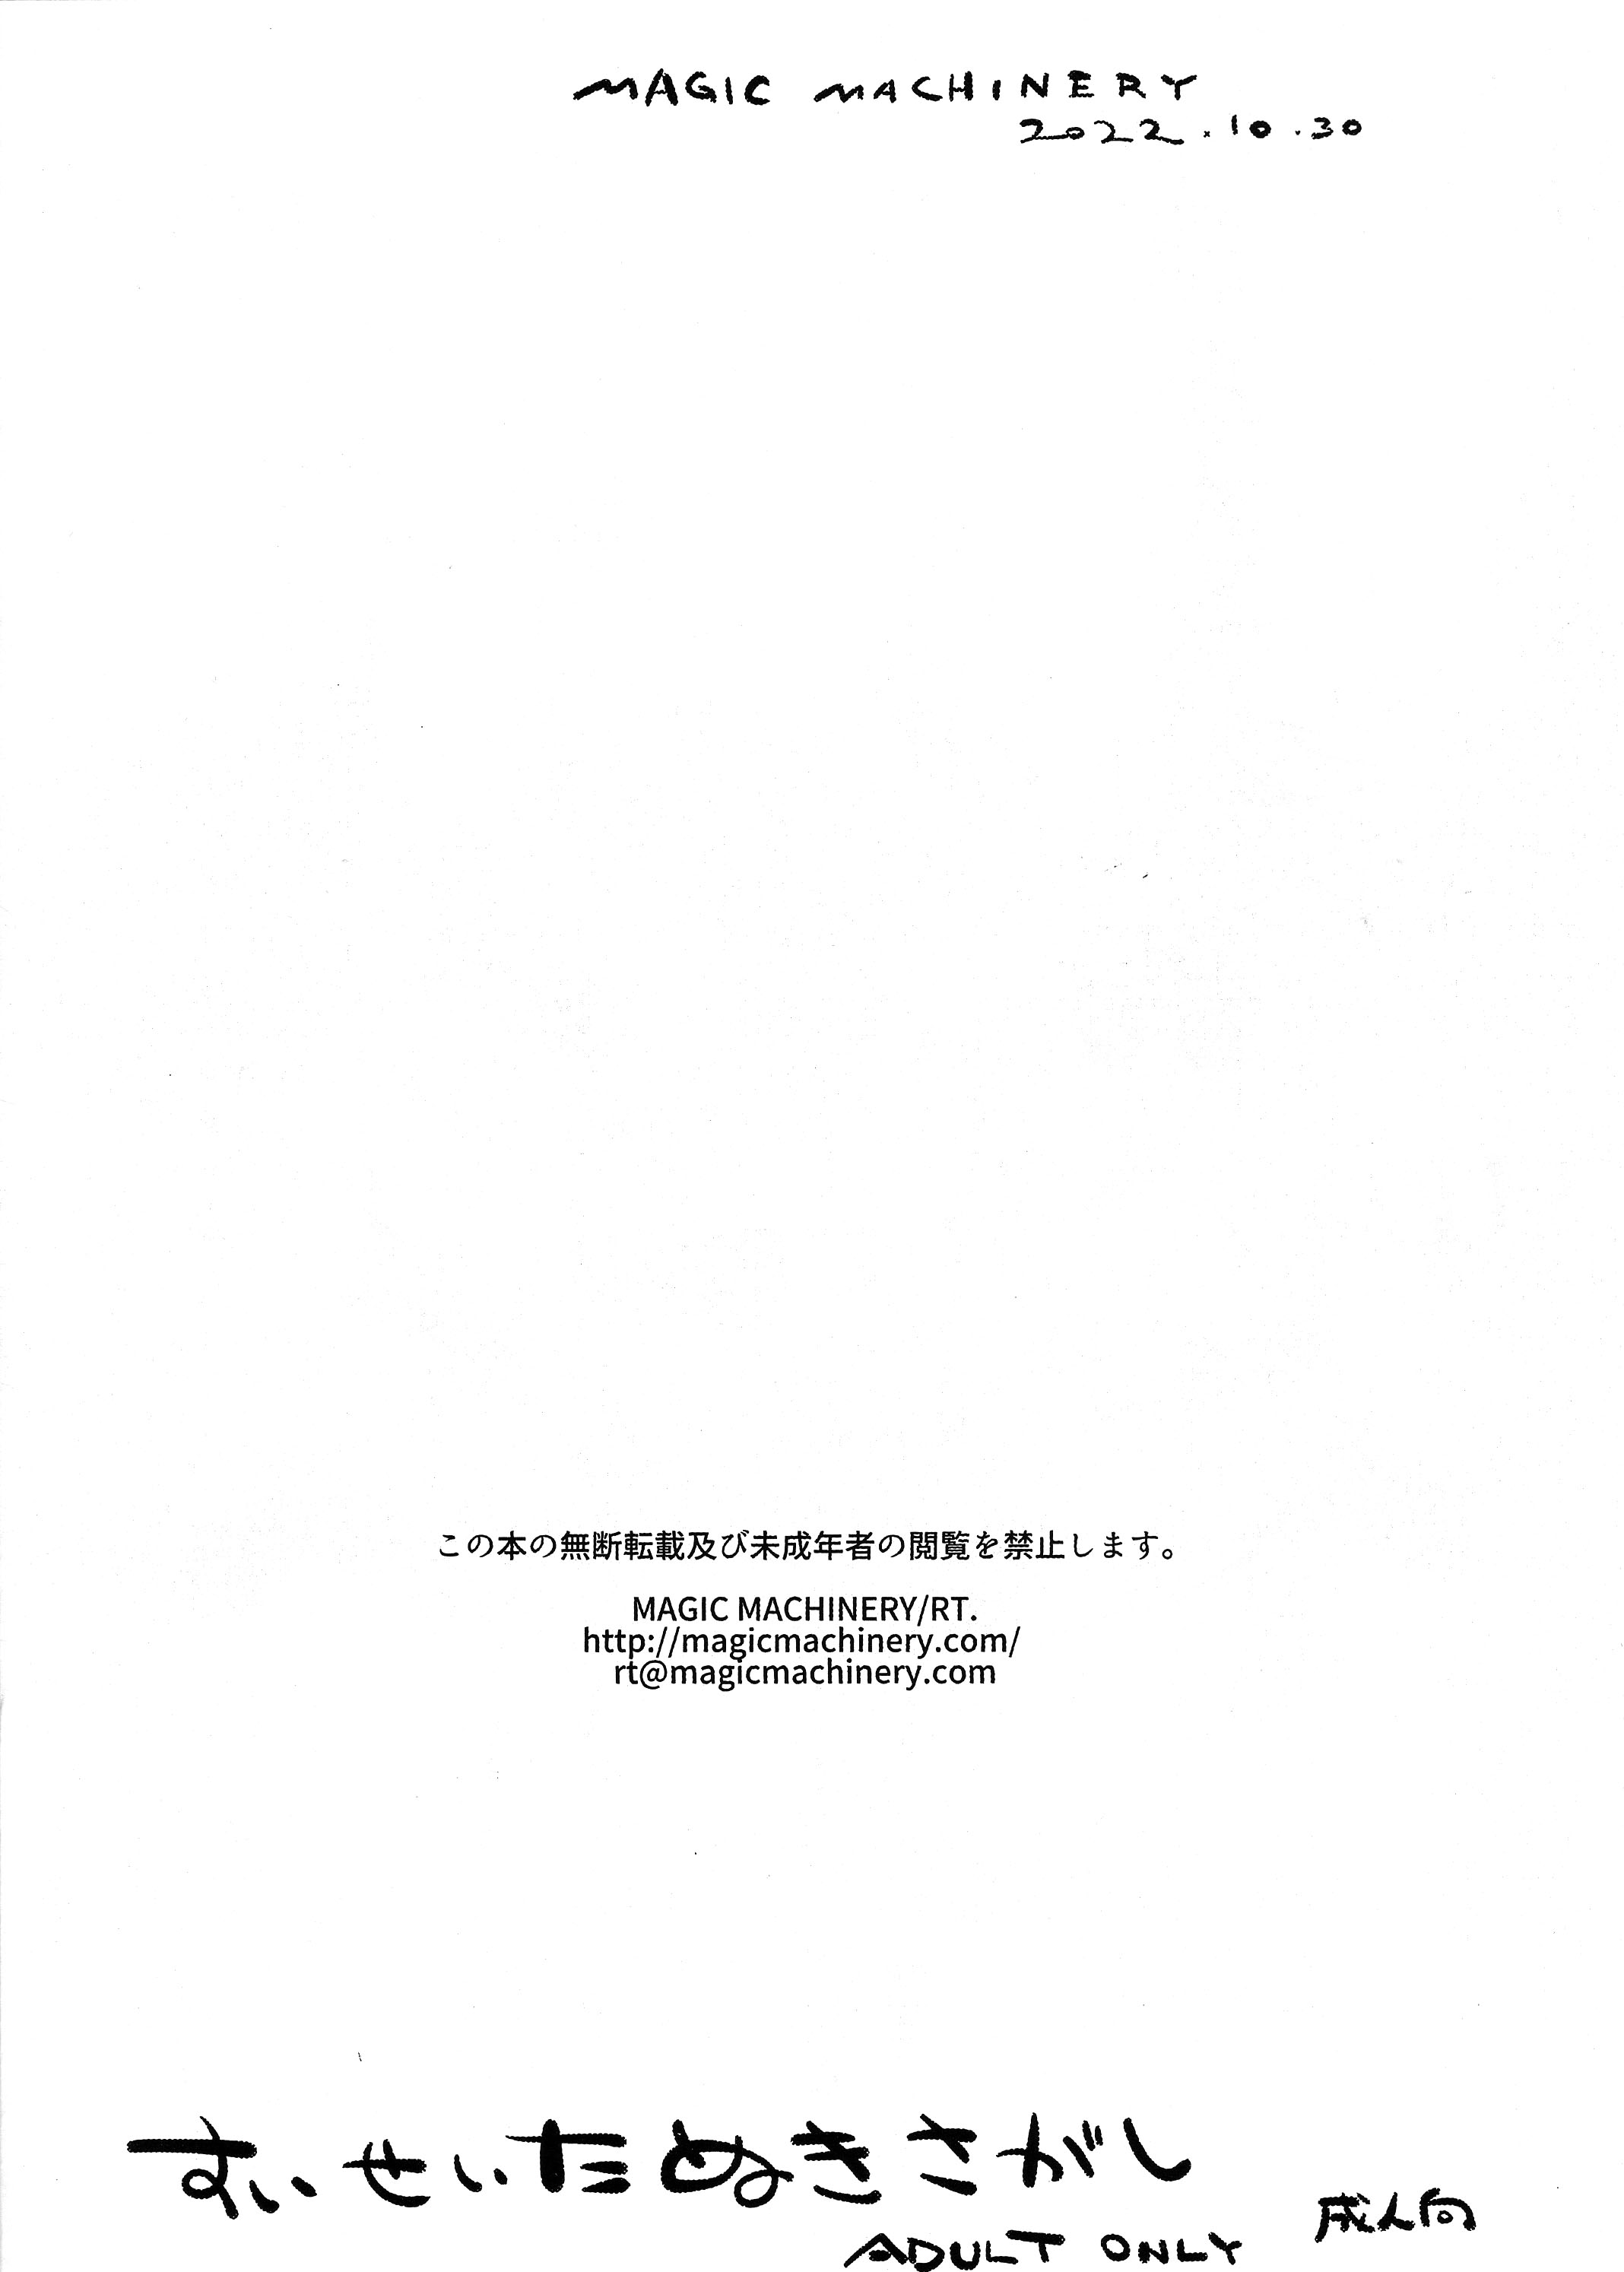 MAGIC MACHINERY
2022.10.30
この本の無断転載及び未成年者の閲覧を禁止します。
MAGIC MACHINERY/RT.
http://magicmachinery.com/
rt@magicmachinery.com
すいせいたぬきさがし
成人向
ADULT ONLY